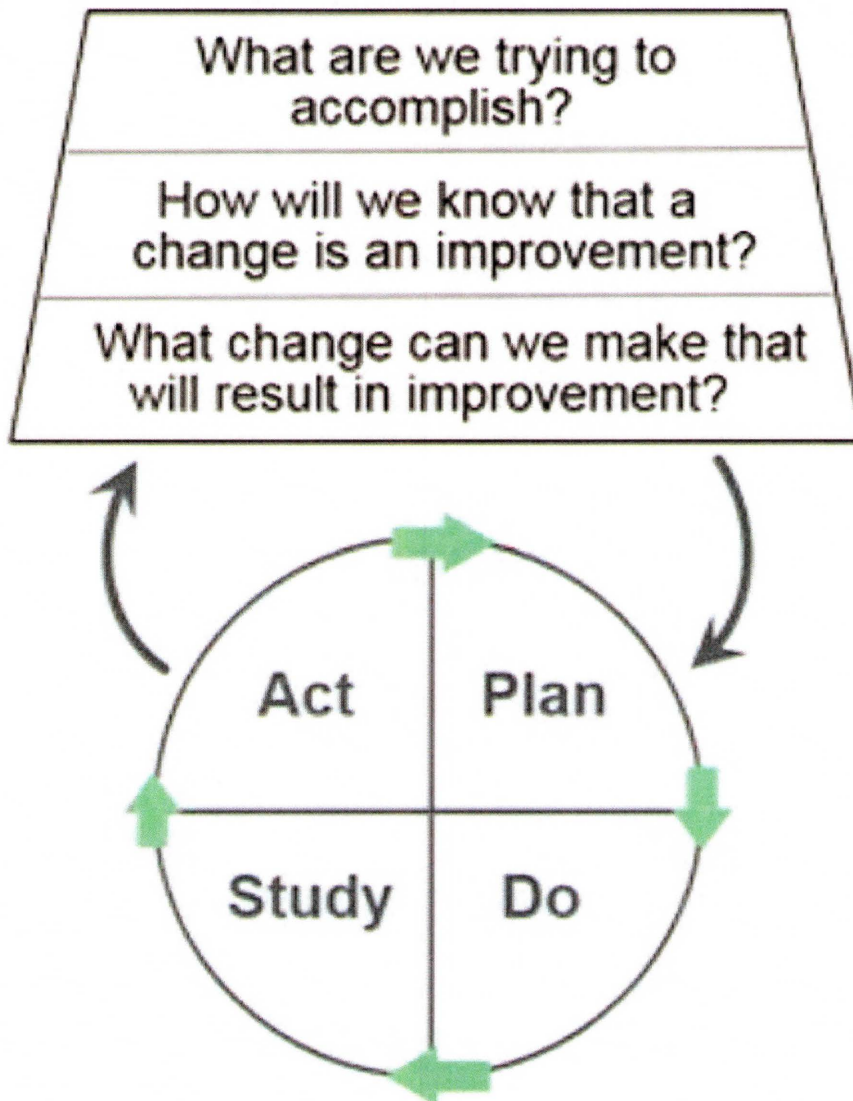 What are we trying to
accomplish?
How will we know that a
change is an improvement?
What change can we make that
will result in improvement?
Act
Plan
Study
Do